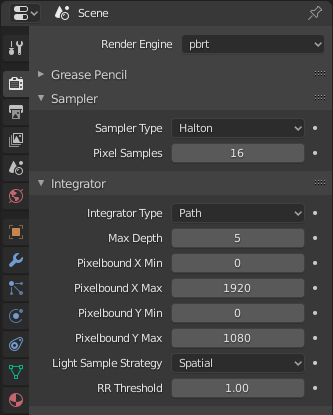 Scene
Render Engine pbrt
Grease Pencil
Sampler
Sampler Type Halton
Pixel Samples 16
Integrator
Integrator Type Path
Max Depth 5
Pixelbound X Min 0
Pixelbound X Max 1920
Pixelbound Y Min 0
Pixelbound Y Max 1080
Light Sample Strategy Spatial
RR Threshold 1.00